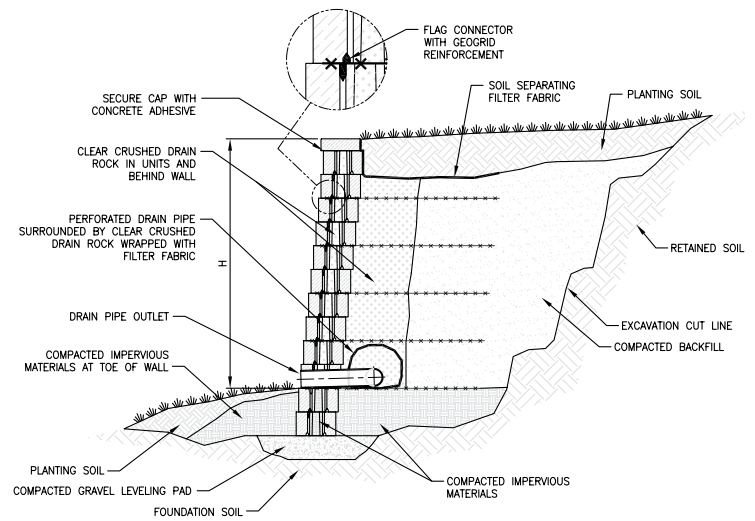 FLAG CONNECTOR
WITH GEOGRID
REINFORCEMENT
SOIL SEPARATING
FILTER FABRIC
PLANTING SOIL
SECURE CAP WITH
CONCRETE ADHESIVE
CLEAR CRUSHED DRAIN
ROCK IN UNITS AND
BEHIND WALL
PERFORATED DRAIN PIPE
SURROUNDED BY CLEAR CRUSHED
DRAIN ROCK WRAPPED WITH
FILTER FABRIC
H
RETAINED SOIL
DRAIN PIPE OUTLET
EXCAVATION CUT LINE
COMPACTED BACKFILL
COMPACTED IMPERVIOUS
MATERIALS AT TOE OF WALL
PLANTING SOIL
COMPACTED GRAVEL LEVELING PAD
FOUNDATION SOIL
COMPACTED IMPERVIOUS
MATERIALS